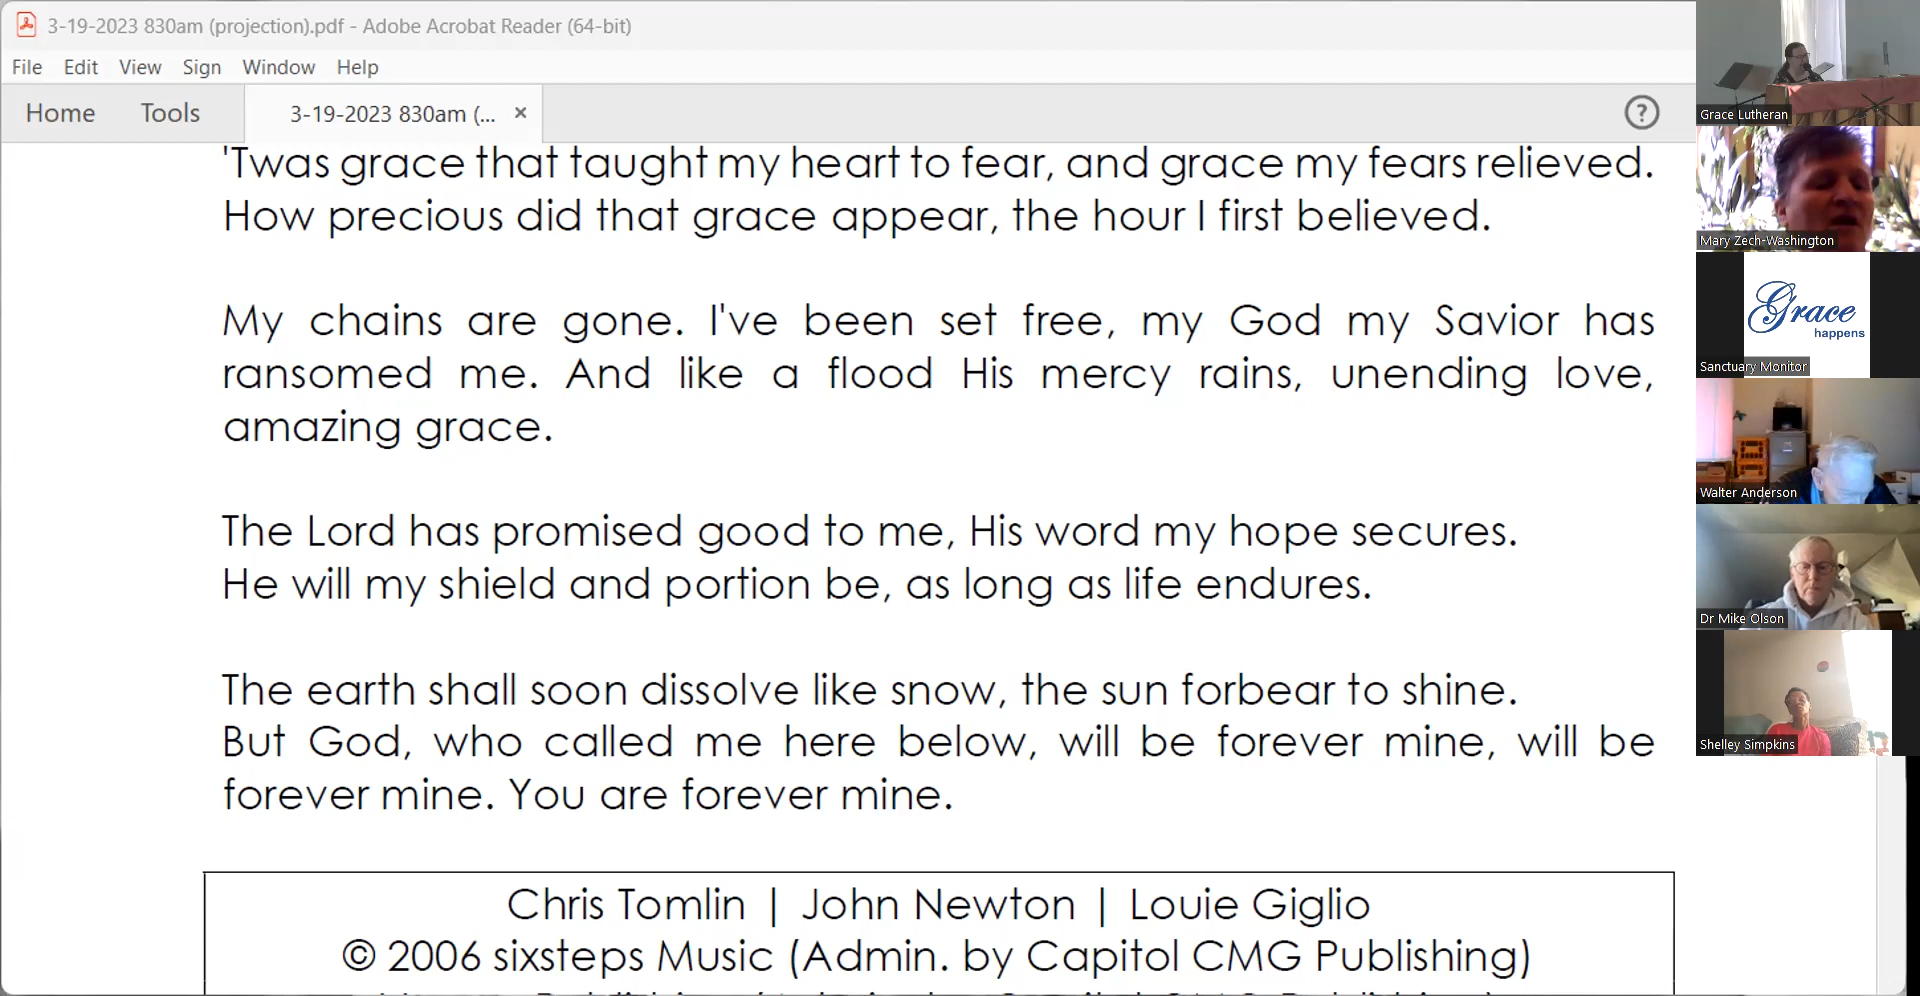 3-19-2023 830am (projection).pdf - Adobe Acrobat Reader (64-bit)
File Edit View Sign Window Help
Home Tools 3-19-2023 830am (... × ?
'Twas grace that taught my heart to fear, and grace my fears relieved.
How precious did that grace appear, the hour I first believed.
My chains are gone. I've been set free, my God my Savior has
ransomed me. And like a flood His mercy rains, unending love,
amazing grace.
The Lord has promised good to me, His word my hope secures.
He will my shield and portion be, as long as life endures.
The earth shall soon dissolve like snow, the sun forbear to shine.
But God, who called me here below, will be forever mine, will be
forever mine. You are forever mine.
Chris Tomlin | John Newton | Louie Giglio
© 2006 sixsteps Music (Admin. by Capitol CMG Publishing)
Grace Lutheran
Mary Zech-Washington
Grace
happens
Sanctuary Monitor
Walter Anderson
Dr Mike Olson
Shelley Simpkins